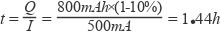 t = Q/I = 800mAh×(1-10%)/500mA = 1.44h